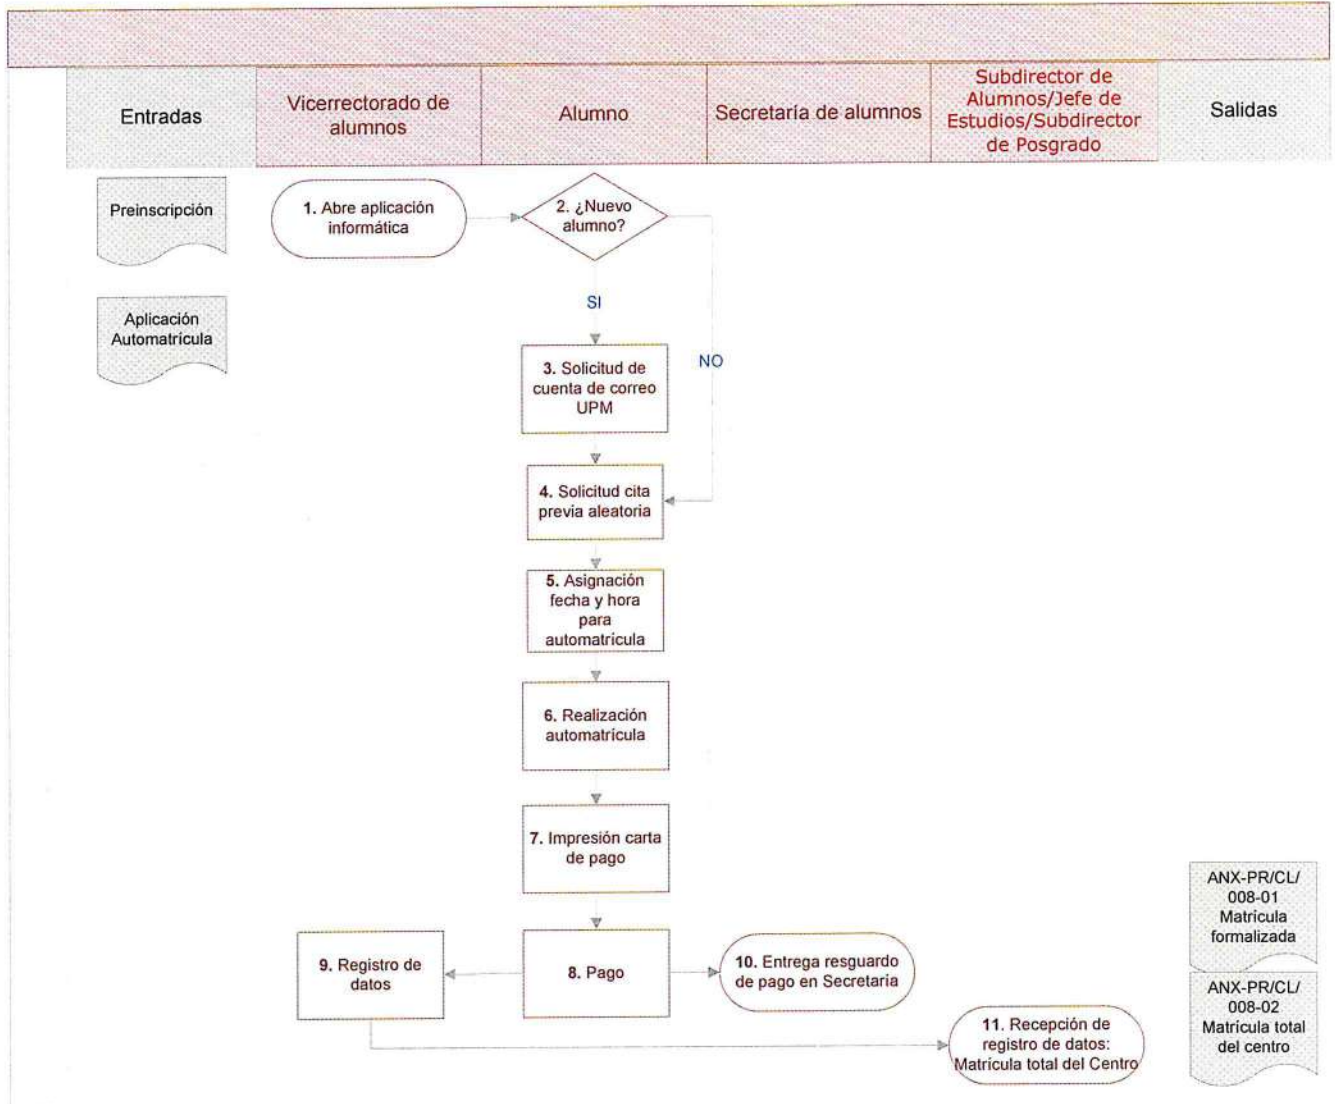 Entradas
Vicerrectorado de
alumnos
Alumno
Secretaría de alumnos
Subdirector de
Alumnos/Jefe de
Estudios/Subdirector
de Posgrado
Salidas
Preinscripción
1. Abre aplicación
informática
2. ¿Nuevo
alumno?
SI
NO
Aplicación
Automatrícula
3. Solicitud de
cuenta de correo
UPM
4. Solicitud cita
previa aleatoria
5. Asignación
fecha y hora
para
automatrícula
6. Realización
automatrícula
7. Impresión carta
de pago
8. Pago
9. Registro de
datos
10. Entrega resguardo
de pago en Secretaria
11. Recepción de
registro de datos:
Matrícula total del Centro
ANX-PR/CL/
008-01
Matrícula
formalizada
ANX-PR/CL/
008-02
Matrícula total
del centro